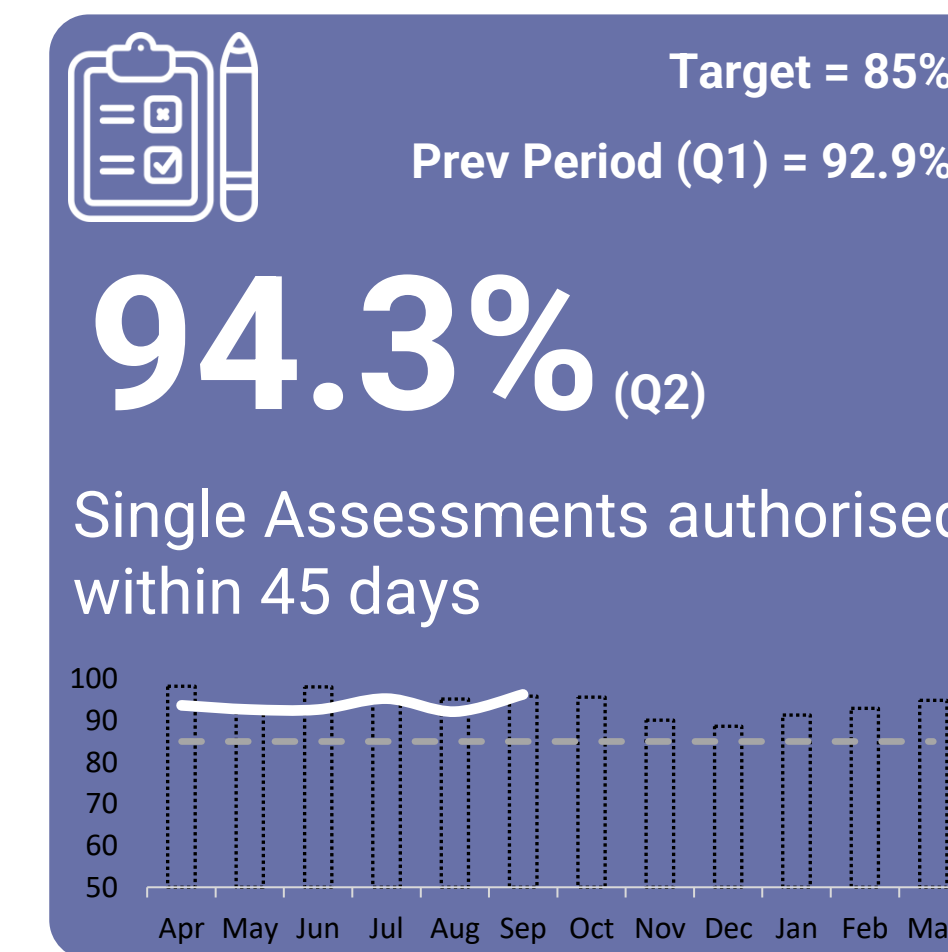 Target = 85%
Prev Period (Q1) = 92.9%
94.3% (Q2)
Single Assessments authorised
within 45 days
100
90
80
70
60
50
Apr May Jun Jul Aug Sep Oct Nov Dec Jan Feb Ma